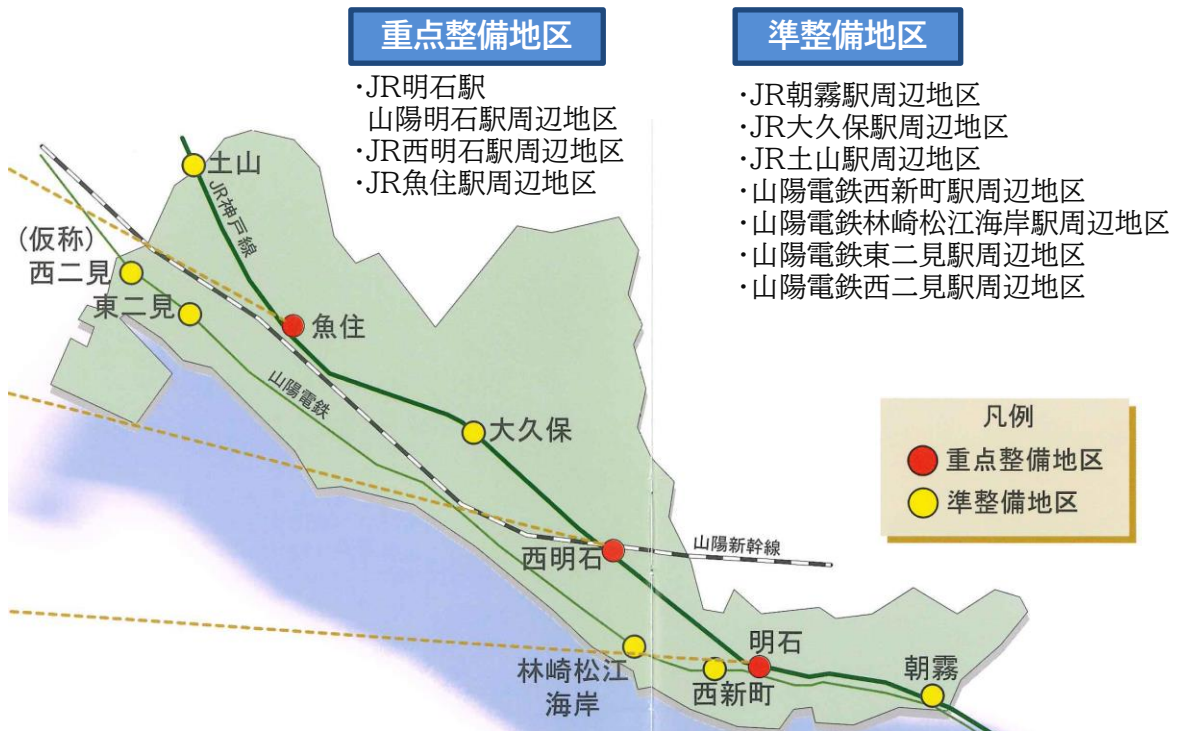 重点整備地区
・JR明石駅
山陽明石駅周辺地区
・JR西明石駅周辺地区
・JR魚住駅周辺地区
準整備地区
・JR朝霧駅周辺地区
・JR大久保駅周辺地区
・JR土山駅周辺地区
・山陽電鉄西新町駅周辺地区
・山陽電鉄林崎松江海岸駅周辺地区
・山陽電鉄東二見駅周辺地区
・山陽電鉄西二見駅周辺地区
土山
JR神戸線
(仮称)
西二見
東二見
魚住
山陽電鉄
大久保
凡例
重点整備地区
準整備地区
西明石
山陽新幹線
林崎松江
海岸
西新町
明石
朝霧